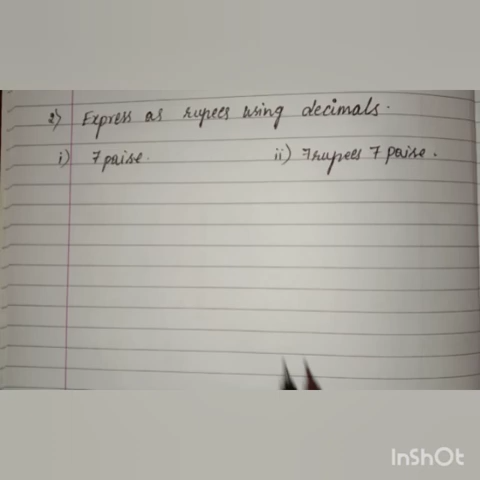 2) Express as rupees using decimals.
i) 7 paise. ii) 7 rupees 7 paise.
InShOt